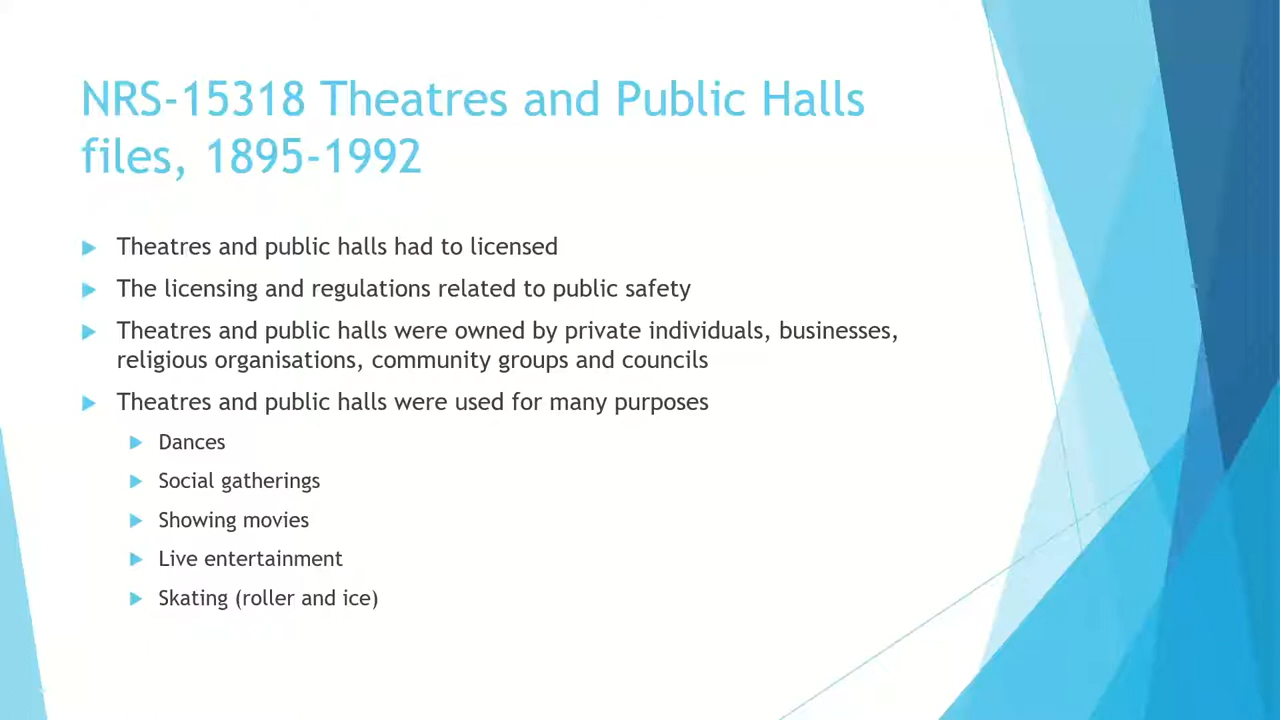 NRS-15318 Theatres and Public Halls
files, 1895-1992
Theatres and public halls had to licensed
The licensing and regulations related to public safety
Theatres and public halls were owned by private individuals, businesses,
religious organisations, community groups and councils
Theatres and public halls were used for many purposes
Dances
Social gatherings
Showing movies
Live entertainment
Skating (roller and ice)